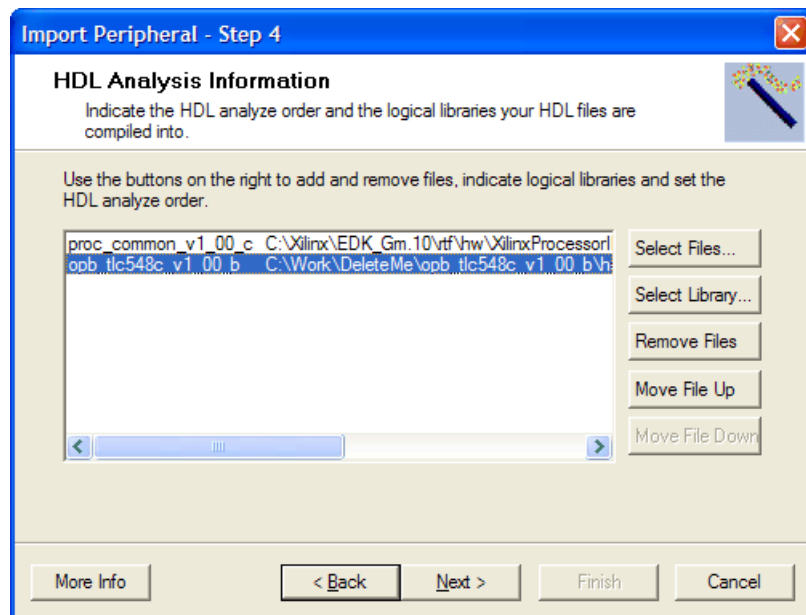 Import Peripheral - Step 4
HDL Analysis Information
Indicate the HDL analyze order and the logical libraries your HDL files are
compiled into.
Use the buttons on the right to add and remove files, indicate logical libraries and set the
HDL analyze order.
proc_common_v1_00_c C:\Xilinx\EDK_Gm.10\rtf\hw\XilinxProcessorI
opb_tlc548c_v1_00_b C:\Work\DeleteMe\opb_tlc548c_v1_00_b\h
Select Files...
Select Library...
Remove Files
Move File Up
Move File Down
More Info
< Back
Next >
Finish
Cancel